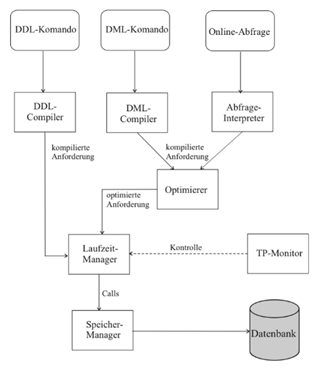 DDL-Komando
DML-Komando
Online-Abfrage
DDL-
Compiler
DML-
Compiler
Abfrage-
Interpreter
kompilierte
Anforderung
kompilierte
Anforderung
Optimierer
optimierte
Anforderung
Laufzeit-
Manager
Kontrolle
TP-Monitor
Calls
Speicher-
Manager
Datenbank